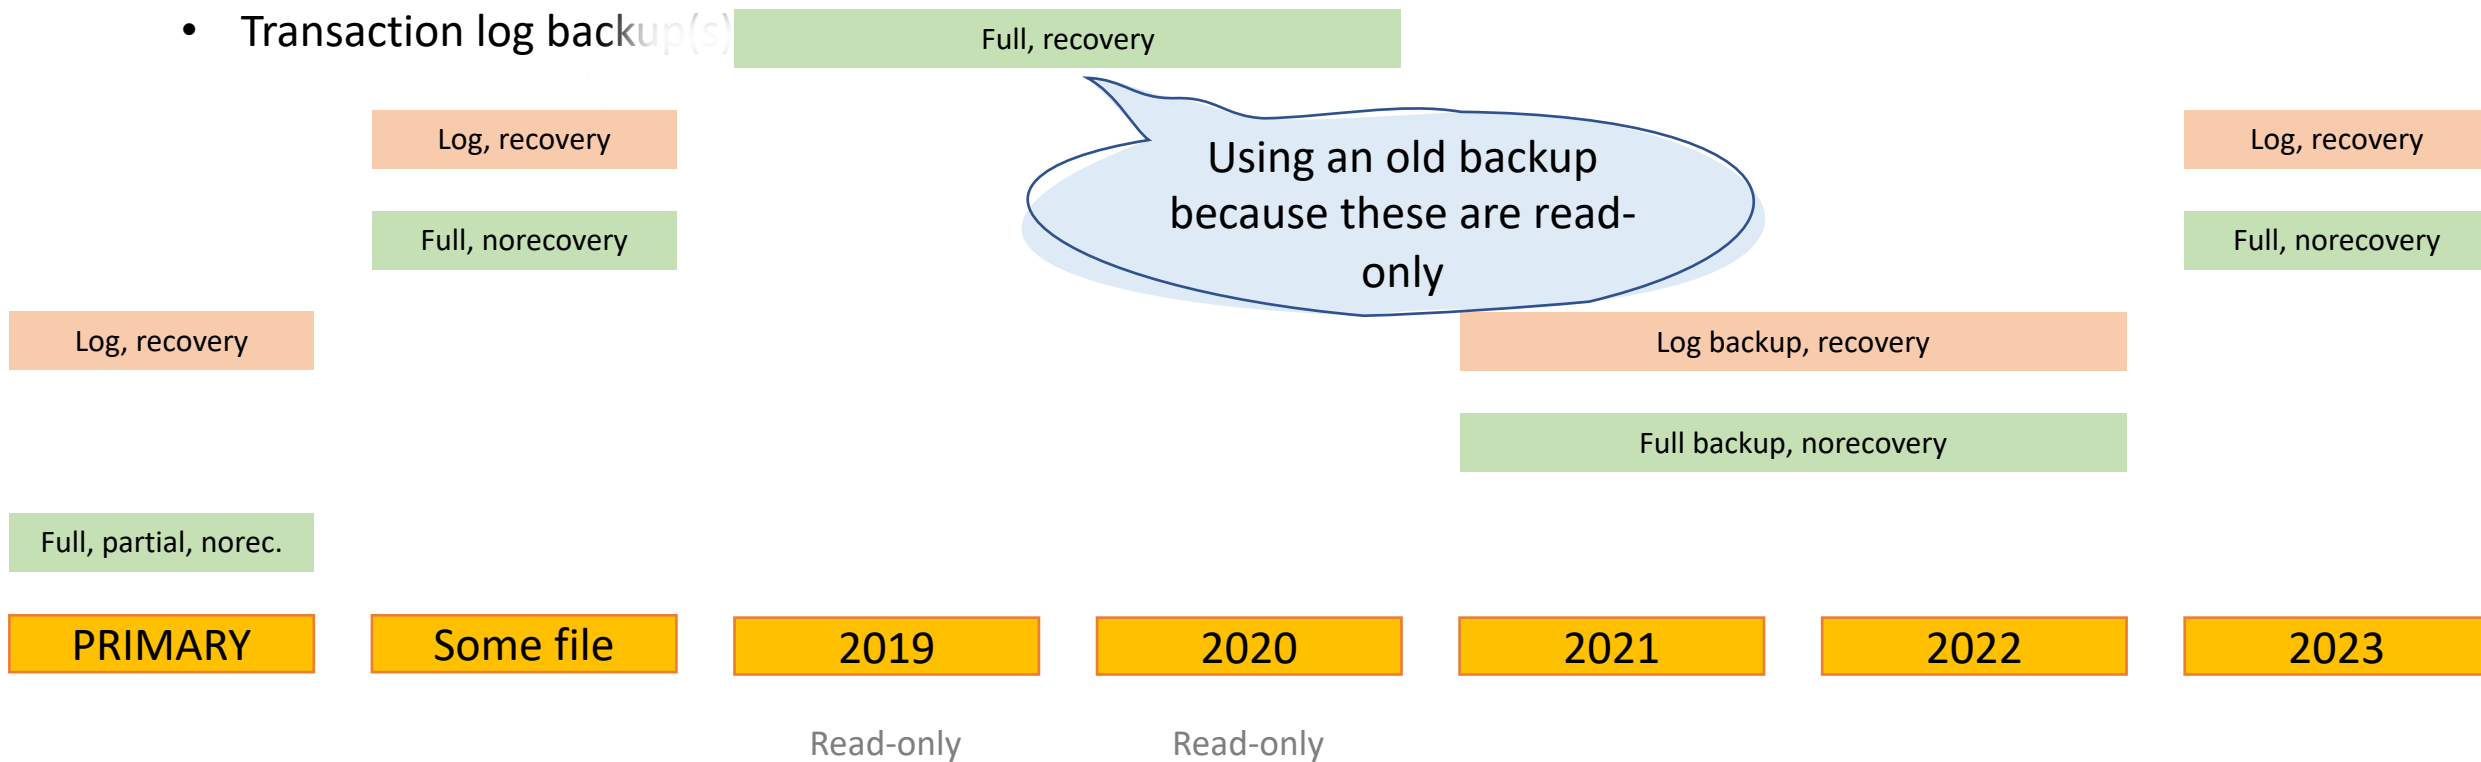 • Transaction log backup(s)
Full, recovery
Log, recovery
Using an old backup
because these are read-
only
Log, recovery
Full, norecovery
Full, norecovery
Log, recovery
Log backup, recovery
Full backup, norecovery
Full, partial, norec.
PRIMARY
Some file
2019
2020
2021
2022
2023
Read-only
Read-only